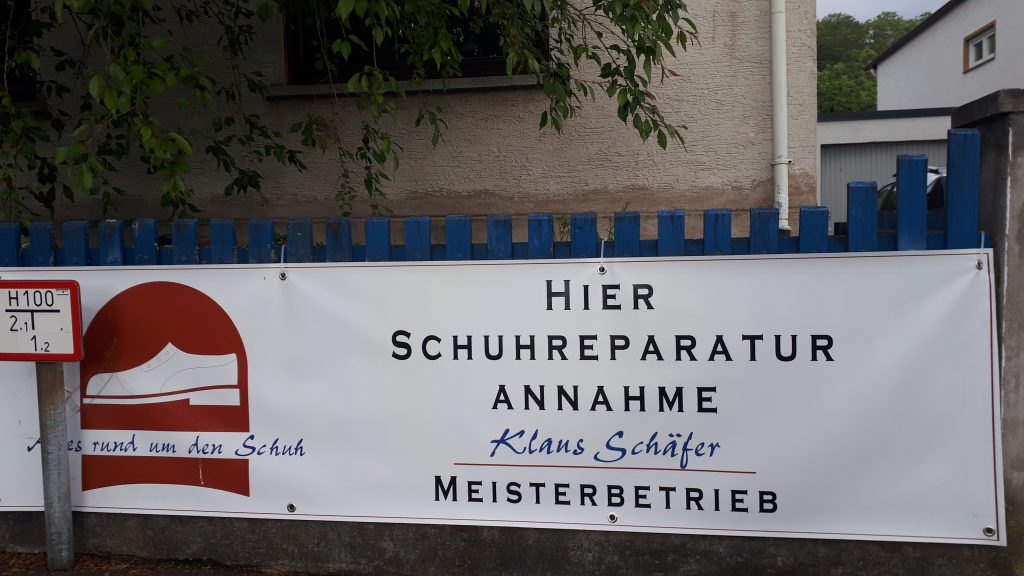 H100
2.1
1.2
rund um den Schuh
HIER
SCHUHREPARATUR
ANNAHME
Klaus Schäfer
MEISTERBETRIEB